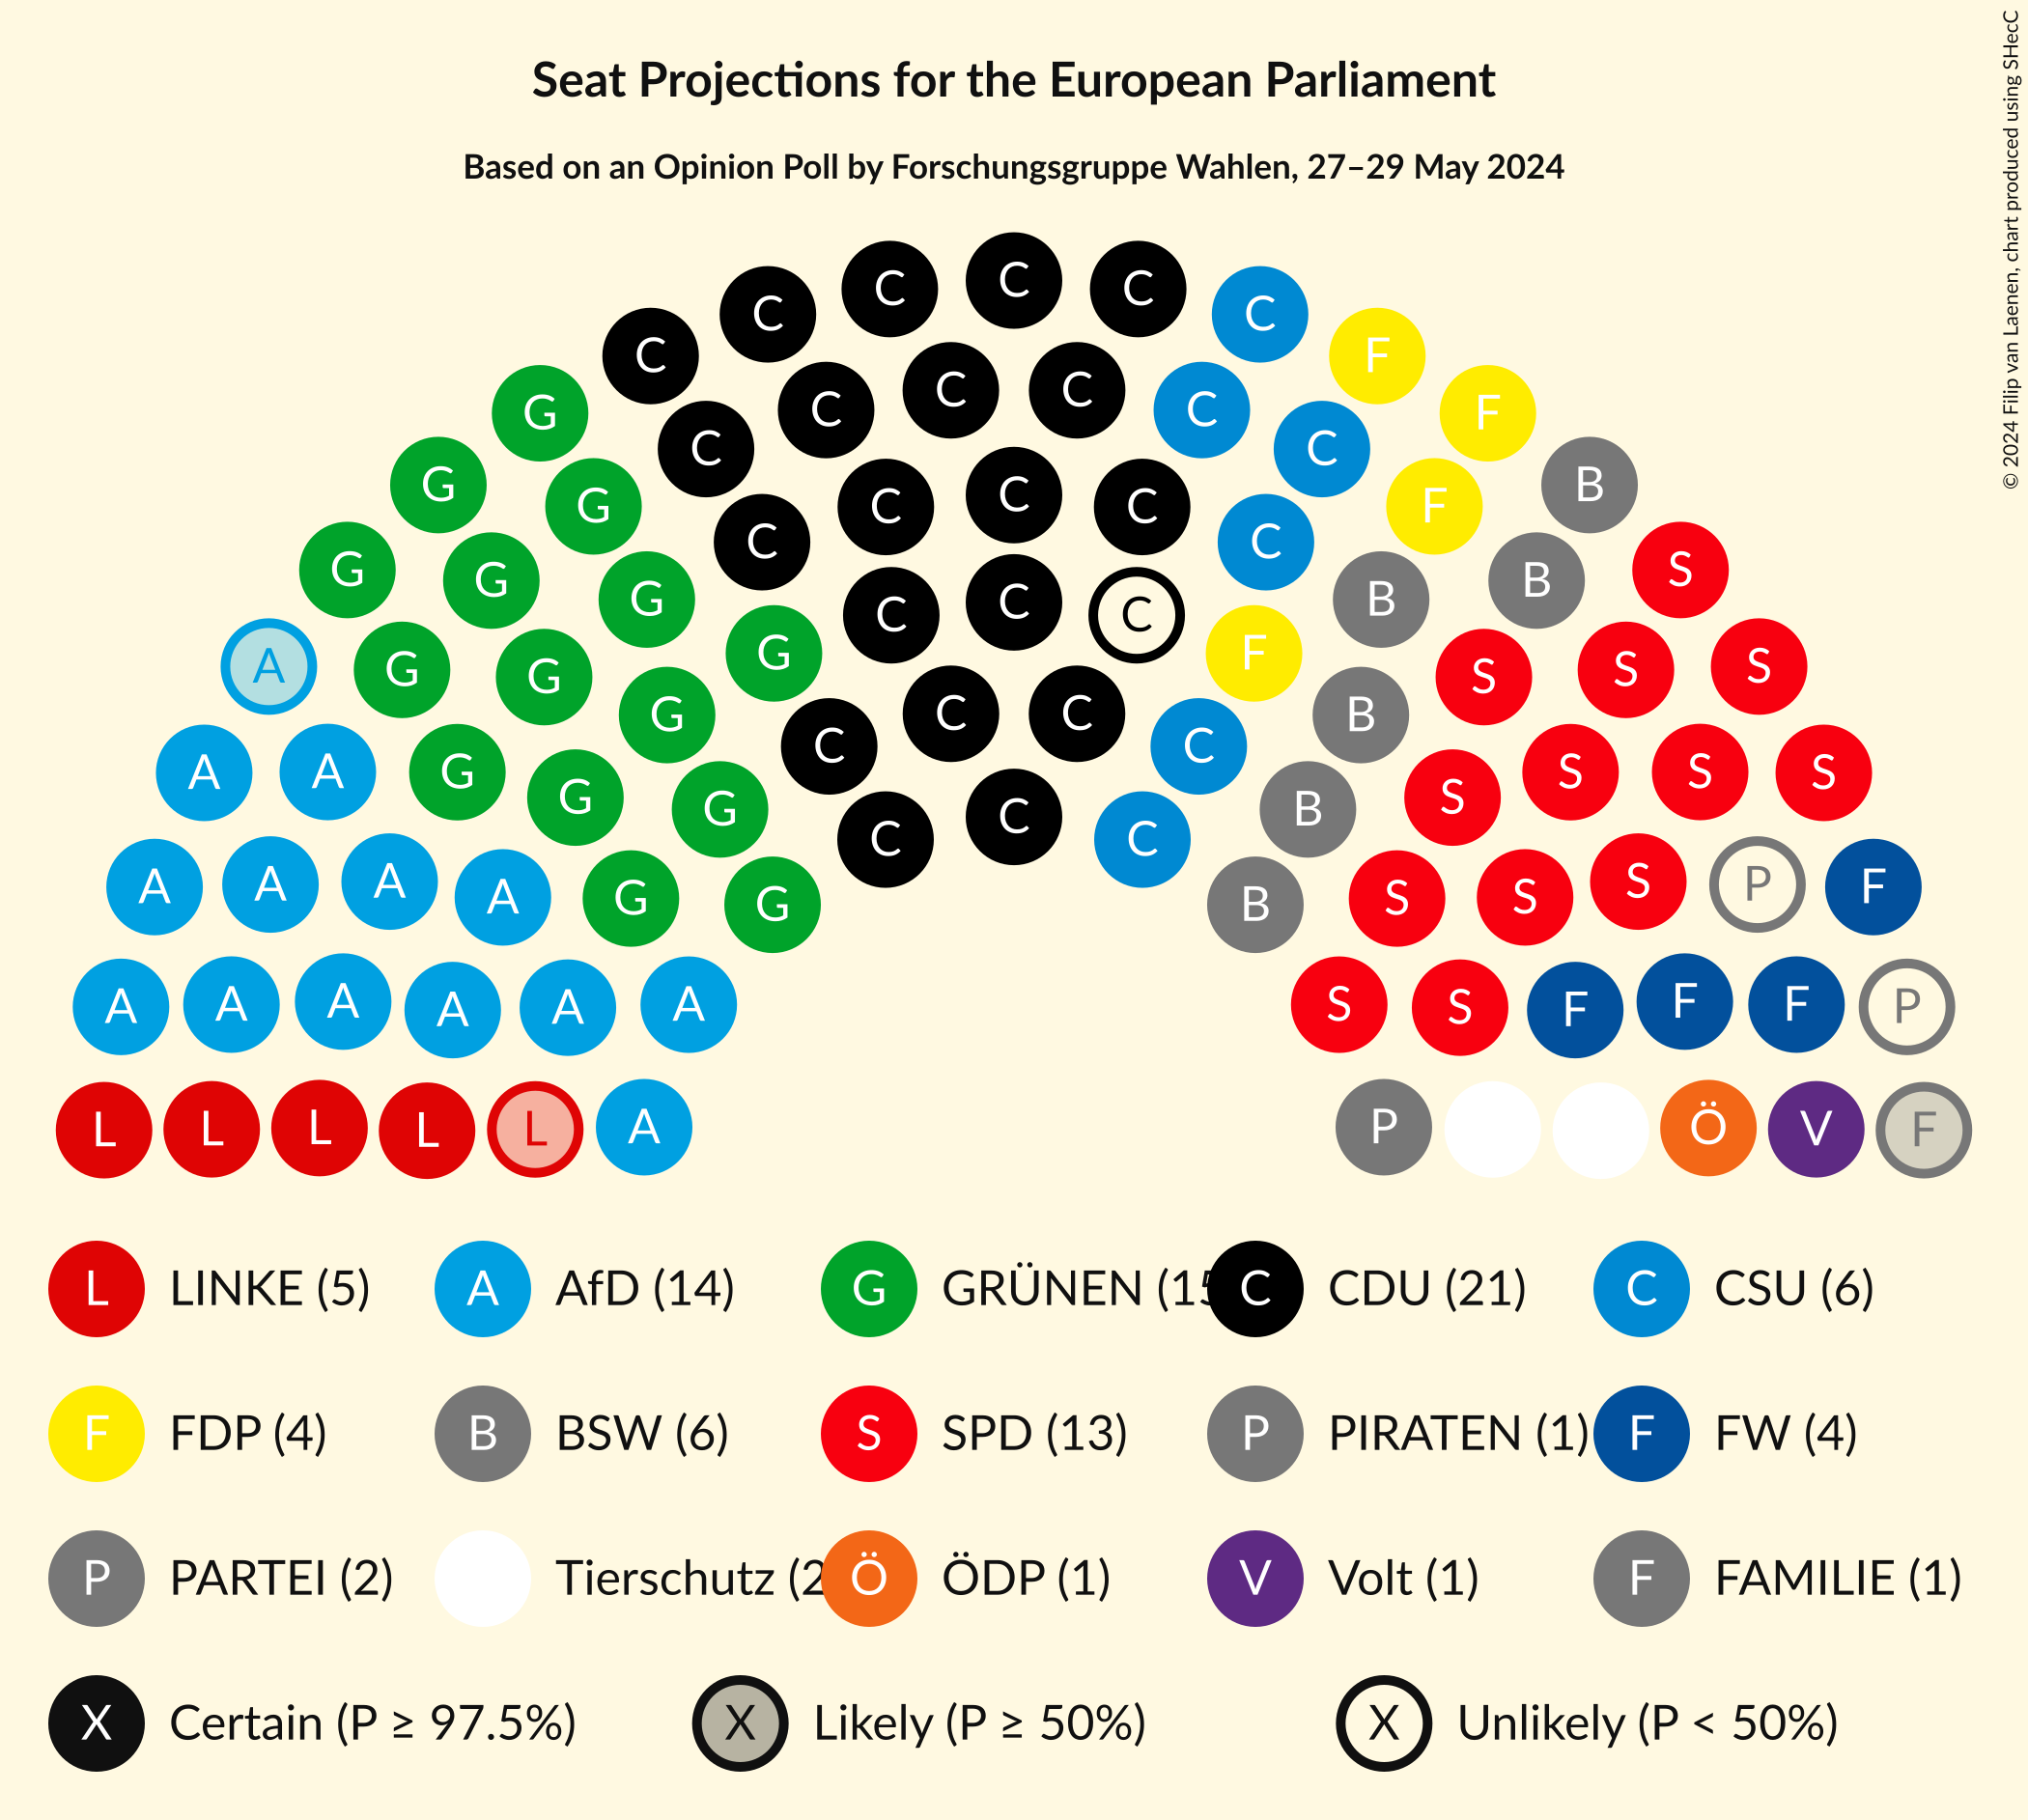 Seat Projections for the European Parliament
Based on an Opinion Poll by Forschungsgruppe Wahlen, 27–29 May 2024
© 2024 Filip van Laenen, chart produced using SHecC
C C C C C C F
C C C C C C F
G C C C C C F B
G G C C C C B S
G G G C C C F B S
A G G G G C C C C B S S S
A A G G G C C C B S S S S
A A A A G G B S S S P F
A A A A A A S S F F F P
L L L L L A P Ö V F
L LINKE (5) A AfD (14) G GRÜNEN (15 C CDU (21) C CSU (6)
F FDP (4) B BSW (6) S SPD (13) P PIRATEN (1) F FW (4)
P PARTEI (2) Tierschutz (2 Ö ÖDP (1) V Volt (1) F FAMILIE (1)
X Certain (P ≥ 97.5%) X Likely (P ≥ 50%) X Unlikely (P < 50%)